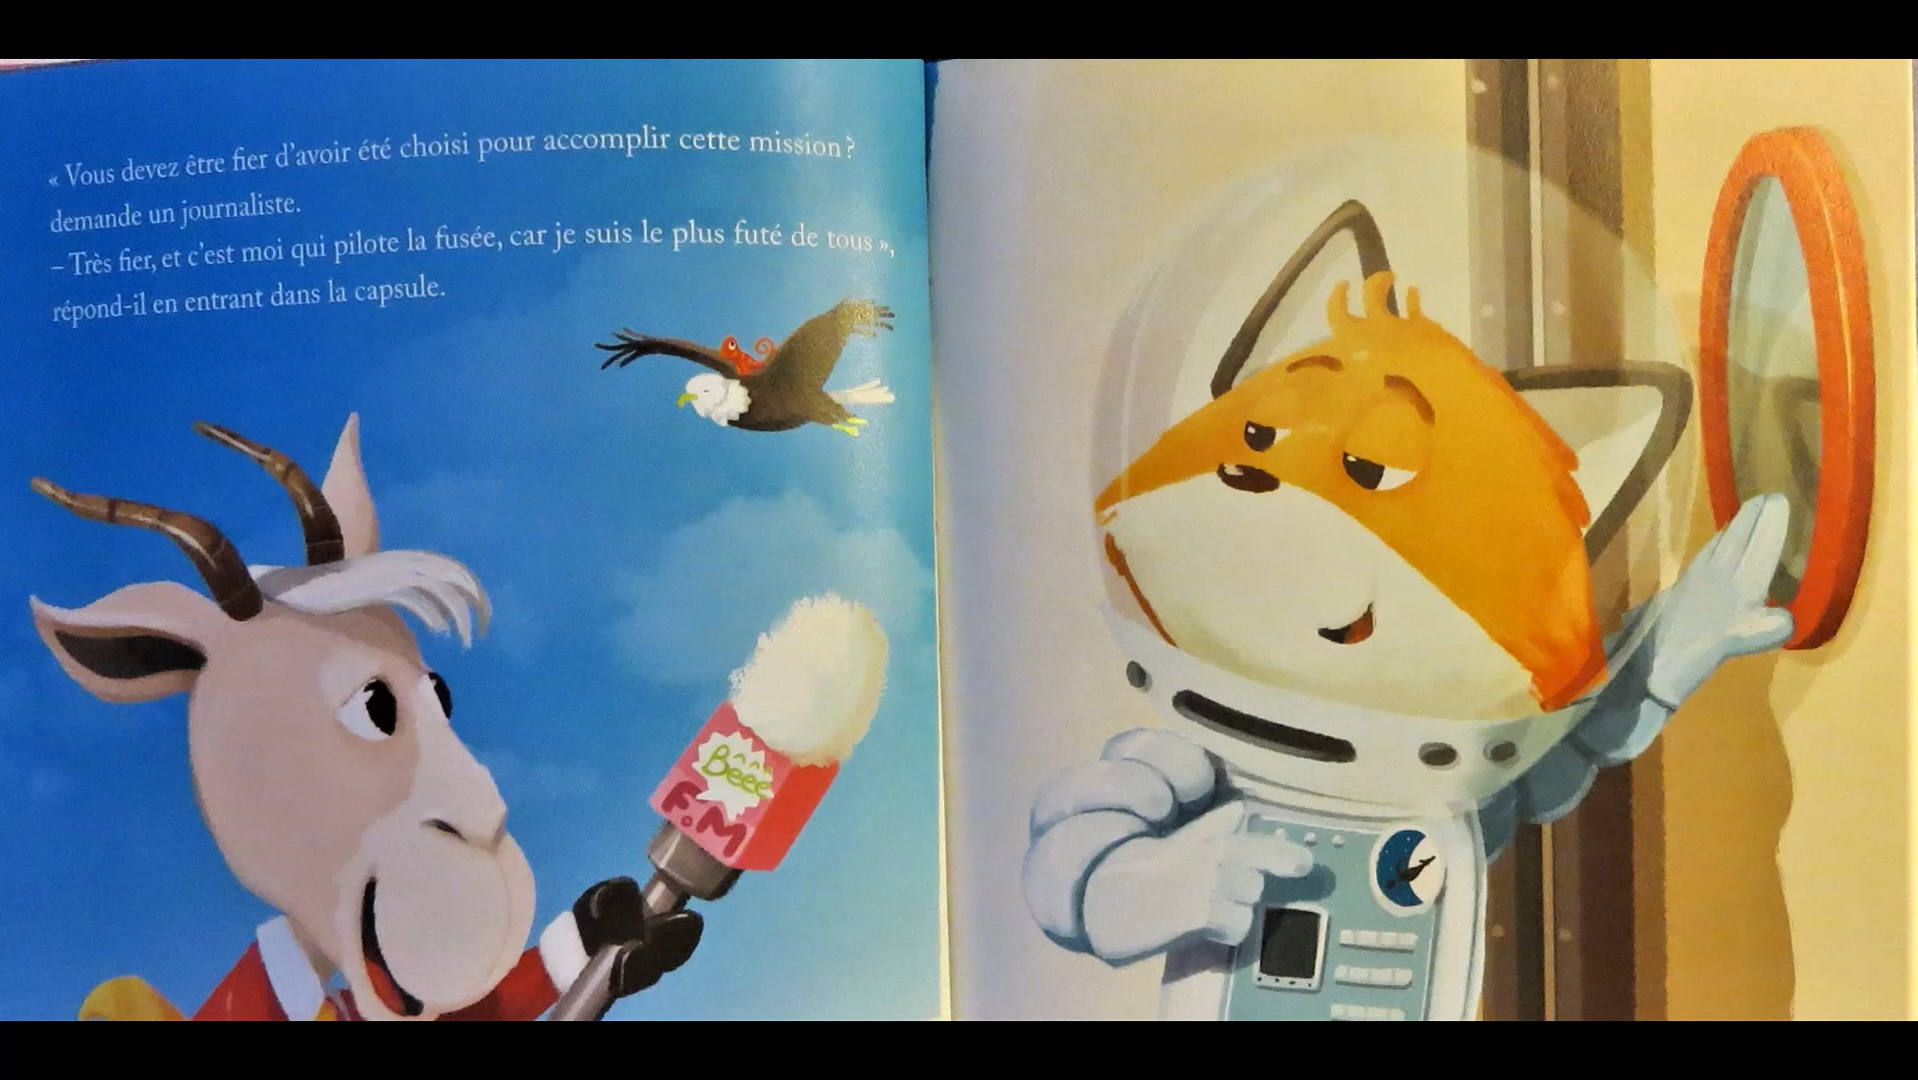 « Vous devez être fier d'avoir été choisi pour accomplir cette mission ?
demande un journaliste.
– Très fier, et c'est moi qui pilote la fusée, car je suis le plus futé de tous »,
répond-il en entrant dans la capsule.
Bêêê
F.M